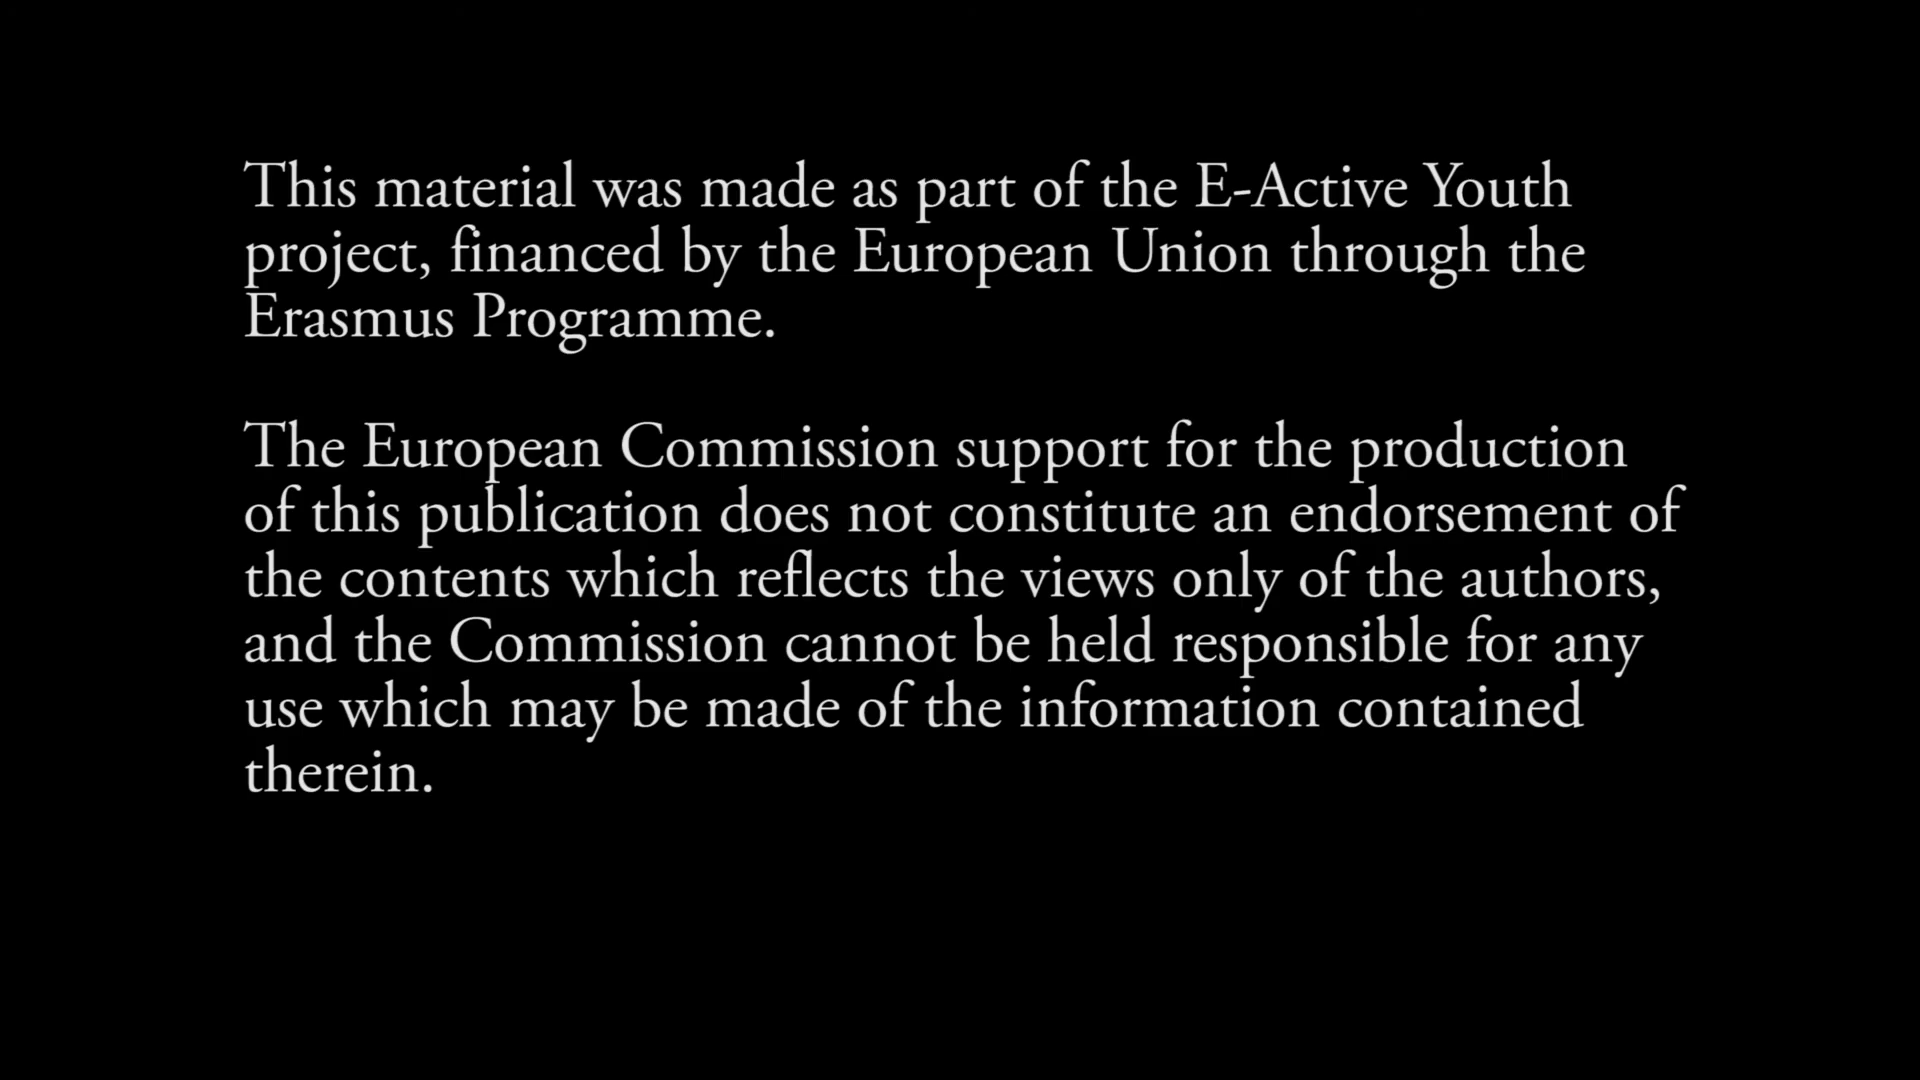 This material was made as part of the E-Active Youth
project, financed by the European Union through the
Erasmus Programme.
The European Commission support for the production
of this publication does not constitute an endorsement of
the contents which reflects the views only of the authors,
and the Commission cannot be held responsible for any
use which may be made of the information contained
therein.